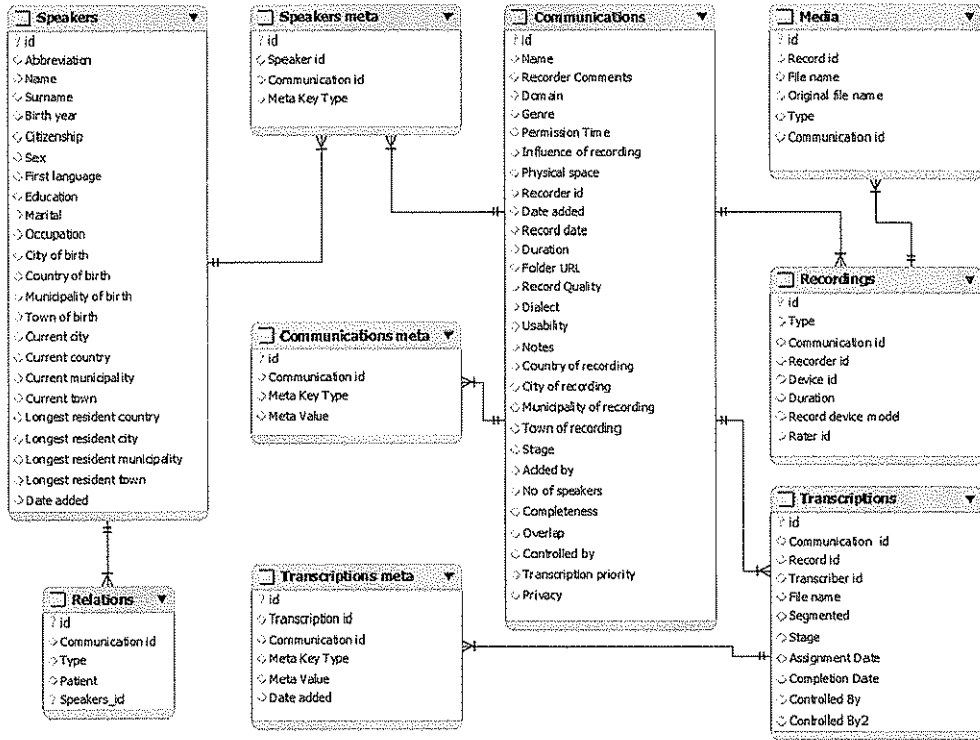 Speakers
? id
Abbreviation
Name
Surname
Birth year
Citizenship
Sex
First language
Education
Marital
Occupation
City of birth
Country of birth
Municipality of birth
Town of birth
Current city
Current country
Current municipality
Current town
Longest resident country
Longest resident city
Longest resident municipality
Longest resident town
Date added
Relations
? id
Communication id
Type
Patient
? Speakers_id
Speakers meta
? id
Speaker id
Communication id
Meta Key Type
Communications meta
? id
Communication id
Meta Key Type
Meta Value
Transcriptions meta
? id
Transcription id
Communication id
Meta Key Type
Meta Value
Date added
Communications
? id
Name
Recorder Comments
Domain
Genre
Permission Time
Influence of recording
Physical space
Recorder id
Date added
Record date
Duration
Folder URL
Record Quality
Dialect
Usability
Notes
Country of recording
City of recording
Municipality of recording
Town of recording
Stage
Added by
No of speakers
Completeness
Overlap
Controlled by
Transcription priority
Privacy
Media
? id
Record id
File name
Original file name
Type
Communication id
Recordings
? id
Type
Communication id
Recorder id
Device id
Duration
Record device model
Rater id
Transcriptions
? id
Communication id
Record id
Transcriber id
File name
Segmented
Stage
Assignment Date
Completion Date
Controlled By
Controlled By2